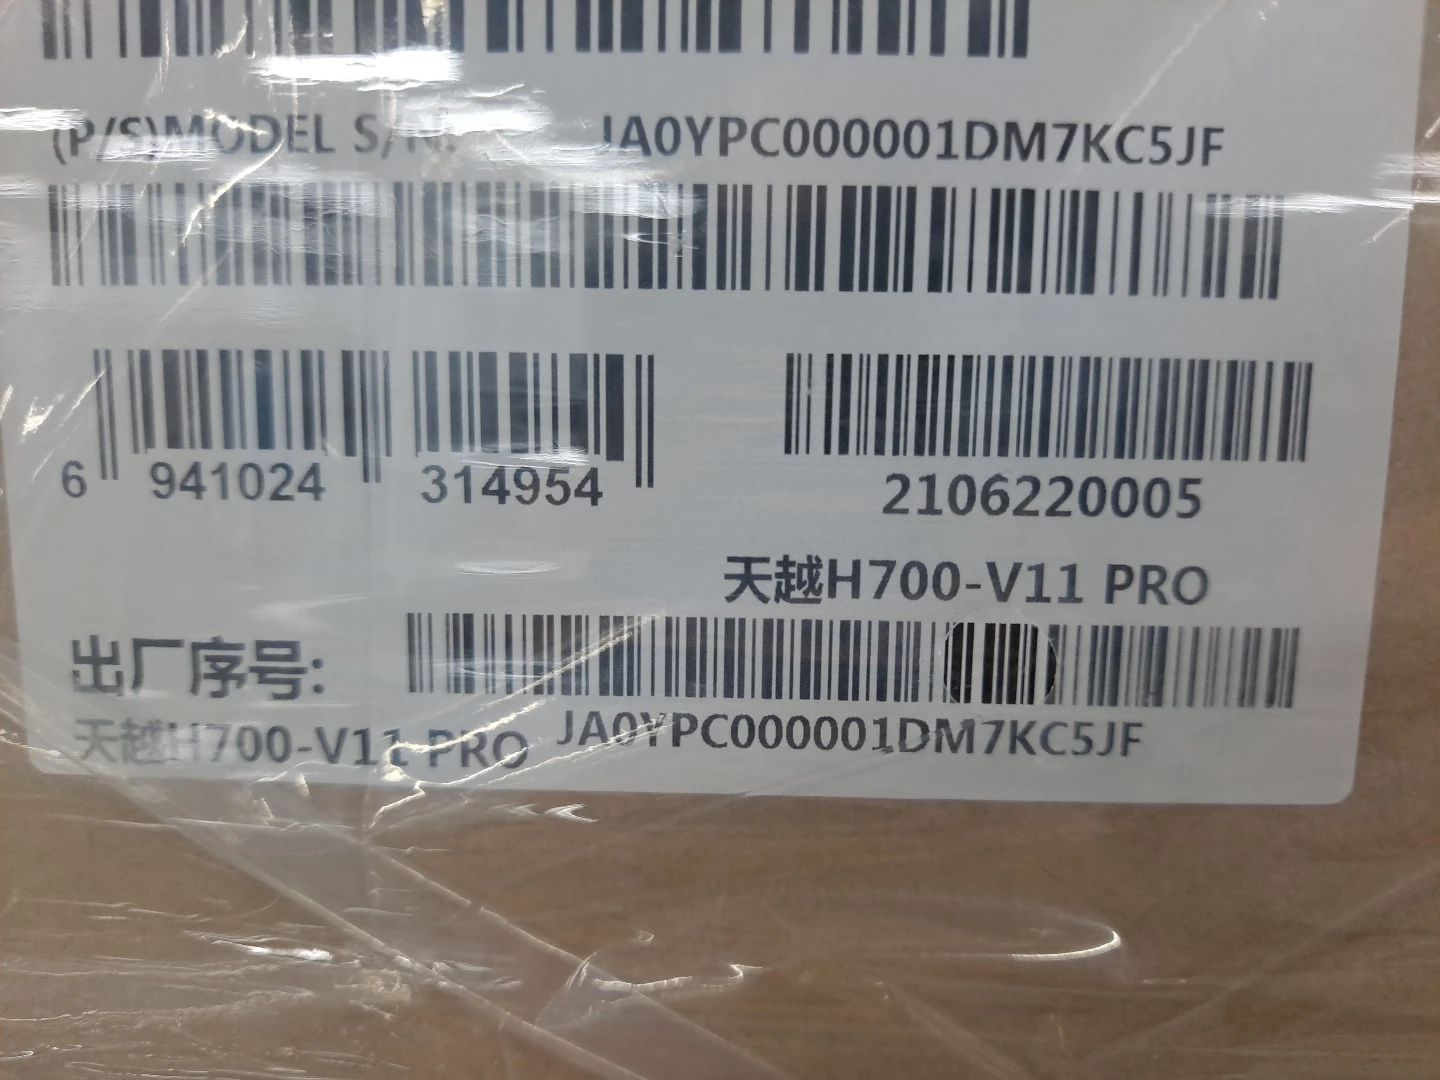 (P/S)MODEL S/N: JA0YPC000001DM7KC5JF
6 941024 314954
2106220005
天越H700-V11 PRO
出厂序号:
天越H700-V11 PRO JA0YPC000001DM7KC5JF